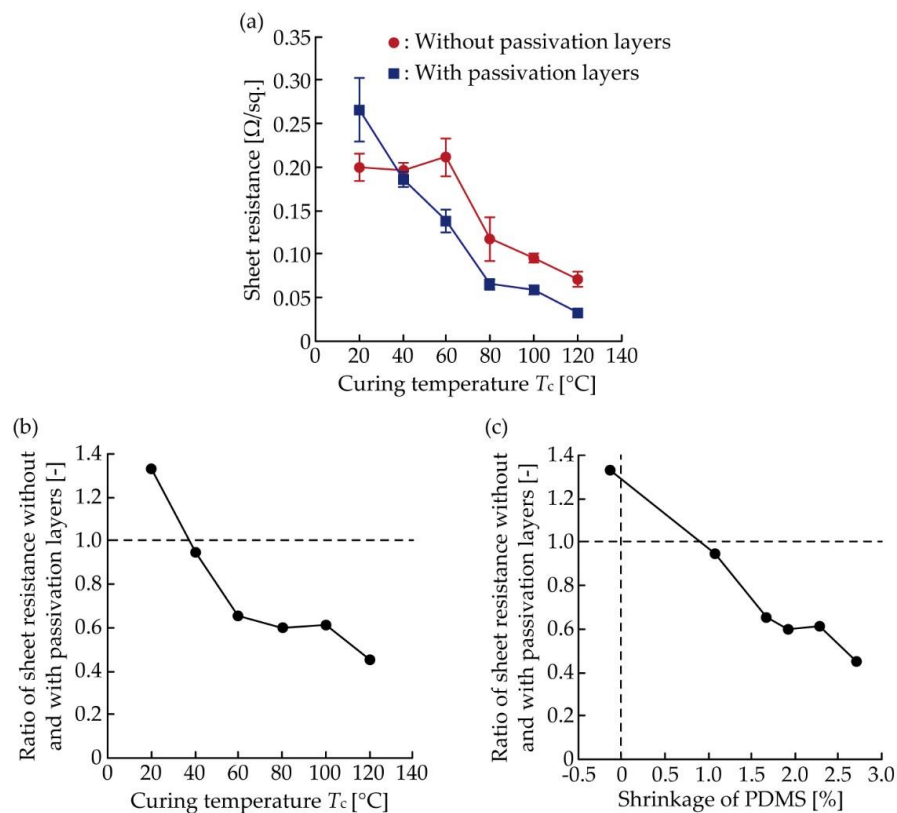 (a)
● : Without passivation layers
■ : With passivation layers
Sheet resistance [Ω/sq.]
0.35
0.30
0.25
0.20
0.15
0.10
0.05
0
0 20 40 60 80 100 120 140
Curing temperature Tc [°C]
(b)
Ratio of sheet resistance without
and with passivation layers [-]
1.4
1.2
1.0
0.8
0.6
0.4
0.2
0
0 20 40 60 80 100 120 140
Curing temperature Tc [°C]
(c)
Ratio of sheet resistance without
and with passivation layers [-]
1.4
1.2
1.0
0.8
0.6
0.4
0.2
0
-0.5 0 1.0 1.5 2.0 2.5 3.0
Shrinkage of PDMS [%]